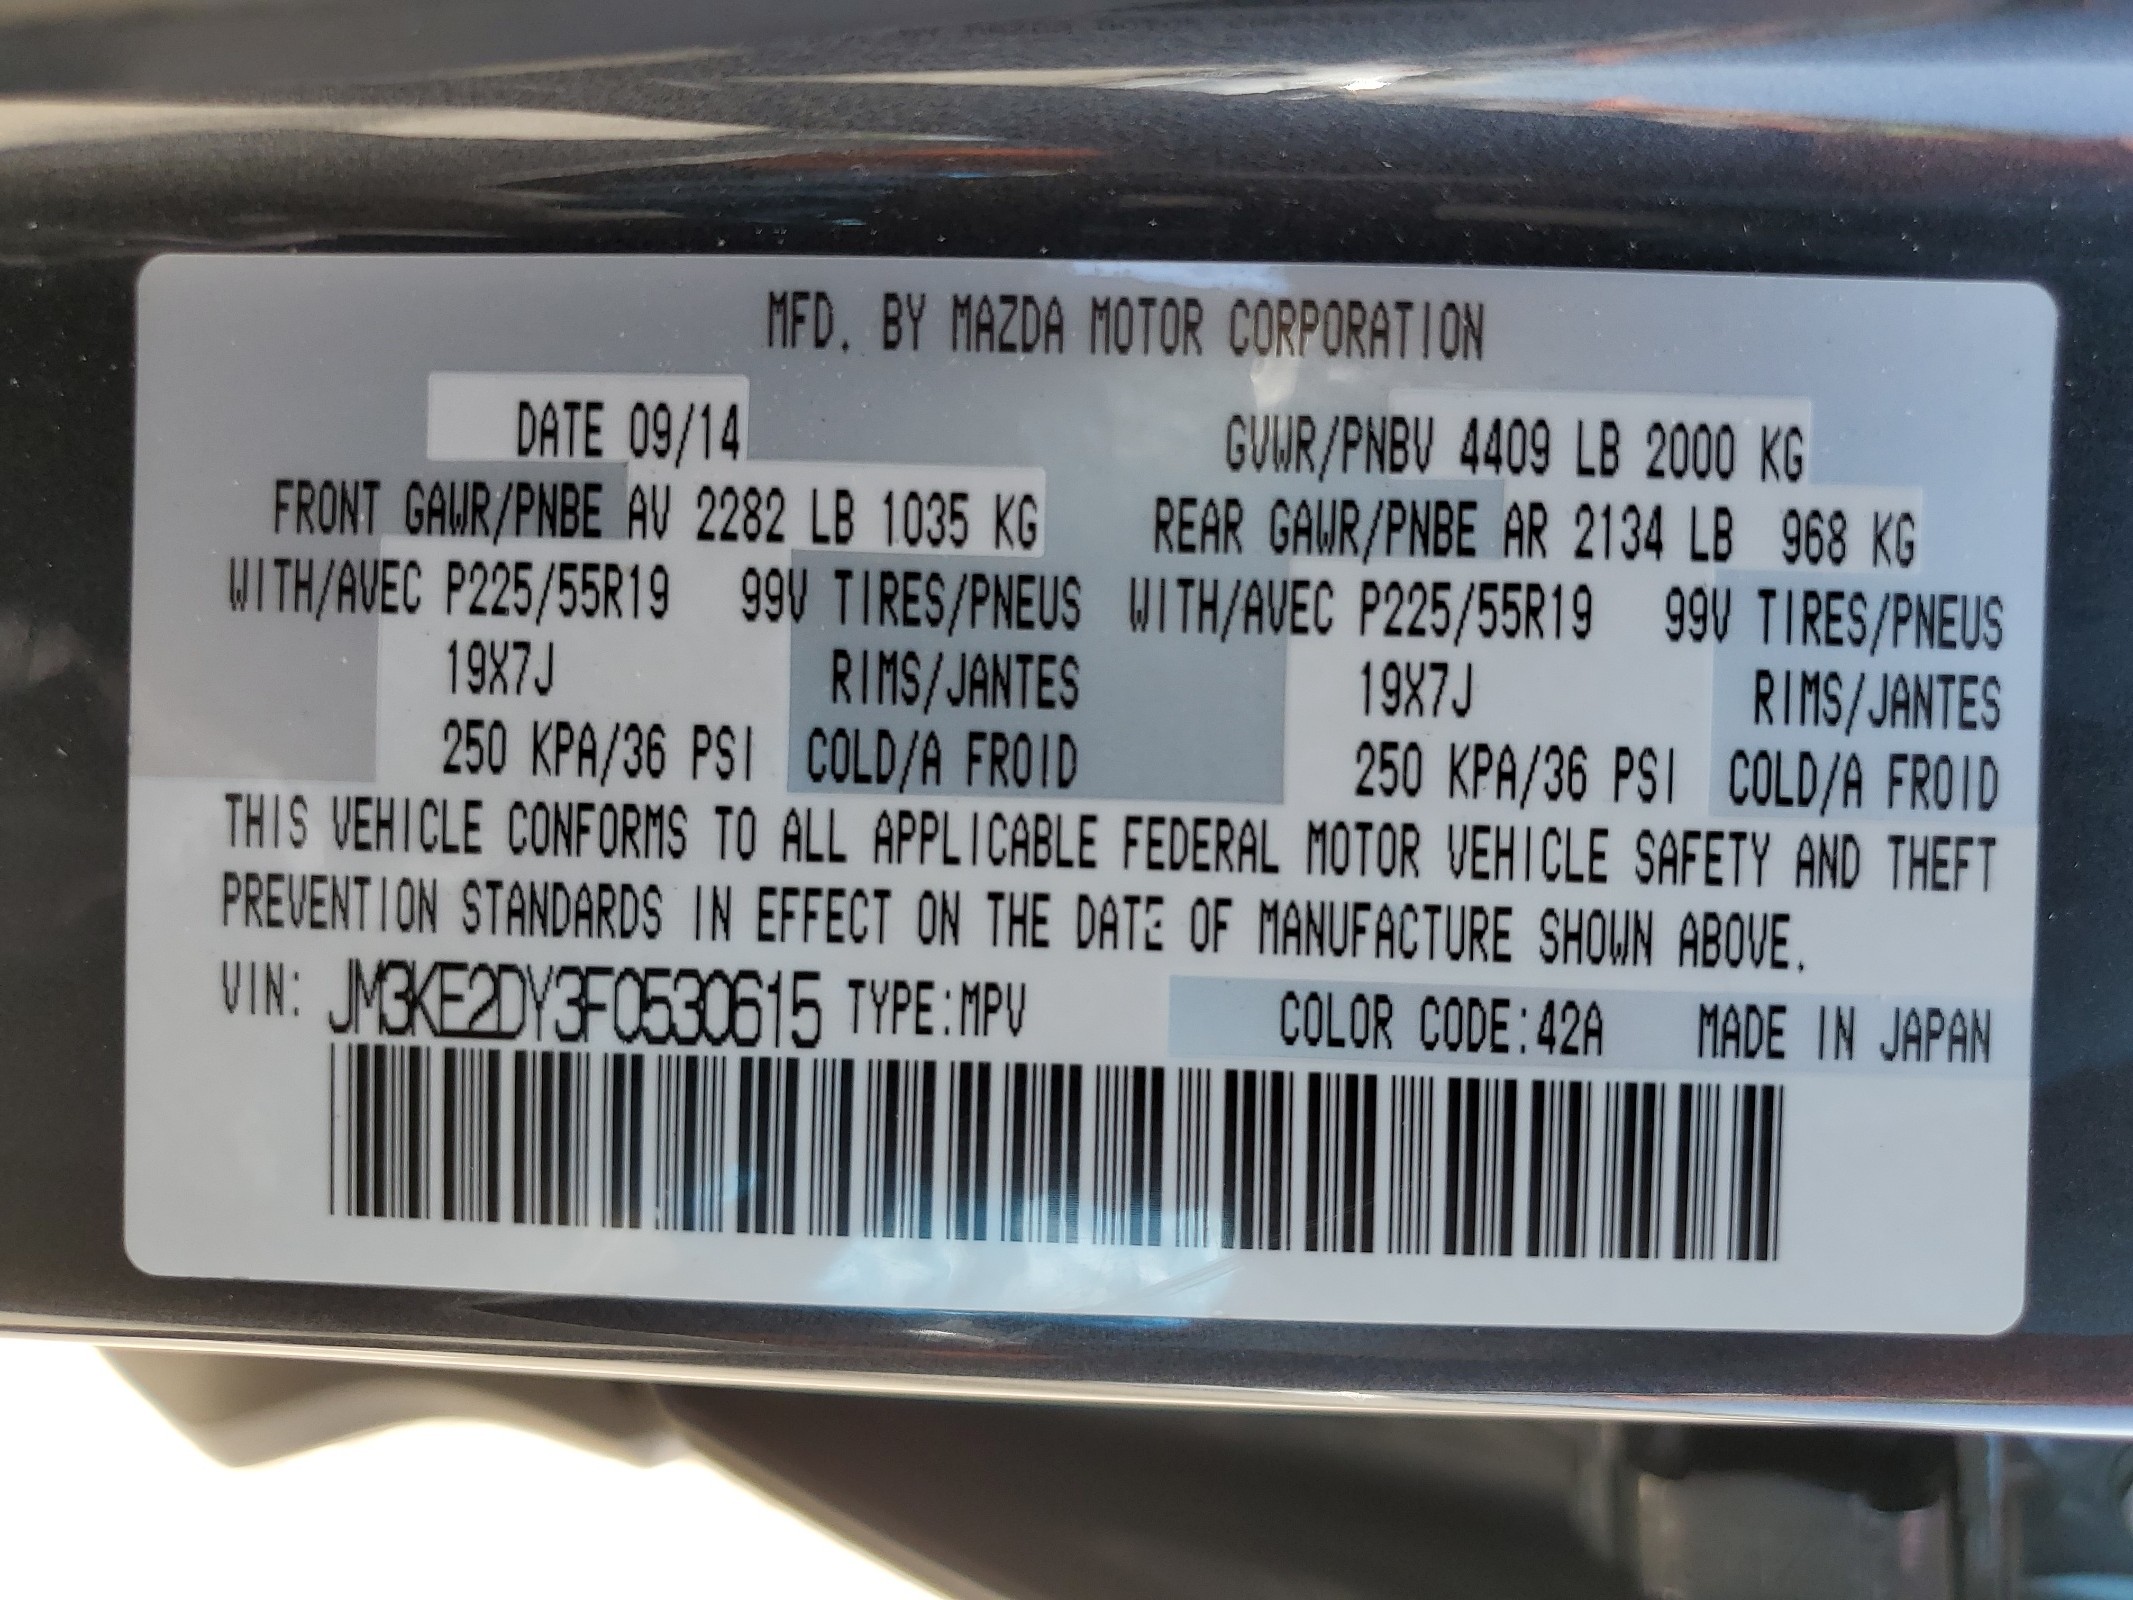 MFD. BY MAZDA MOTOR CORPORATION
DATE 09/14 GVWR/PNBV 4409 LB 2000 KG
FRONT GAWR/PNBE AV 2282 LB 1035 KG REAR GAWR/PNBE AR 2134 LB 968 KG
WITH/AVEC P225/55R19 99V TIRES/PNEUS WITH/AVEC P225/55R19 99V TIRES/PNEUS
19X7J RIMS/JANTES 19X7J RIMS/JANTES
250 KPA/36 PSI COLD/A FROID 250 KPA/36 PSI COLD/A FROID
THIS VEHICLE CONFORMS TO ALL APPLICABLE FEDERAL MOTOR VEHICLE SAFETY AND THEFT
PREVENTION STANDARDS IN EFFECT ON THE DATE OF MANUFACTURE SHOWN ABOVE.
VIN: JM3KE2DY3F0530615 TYPE:MPV COLOR CODE:42A MADE IN JAPAN